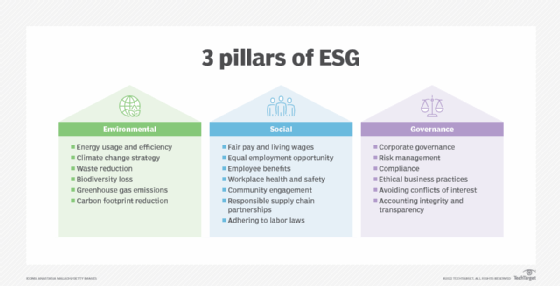 3 pillars of ESG
Environmental
Energy usage and efficiency
Climate change strategy
Waste reduction
Biodiversity loss
Greenhouse gas emissions
Carbon footprint reduction
Social
Fair pay and living wages
Equal employment opportunity
Employee benefits
Workplace health and safety
Community engagement
Responsible supply chain
partnerships
Adhering to labor laws
Governance
Corporate governance
Risk management
Compliance
Ethical business practices
Avoiding conflicts of interest
Accounting integrity and
transparency
TechTarget